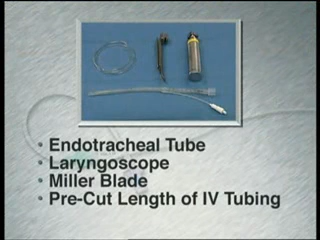 • Endotracheal Tube
• Laryngoscope
• Miller Blade
• Pre-Cut Length of IV Tubing